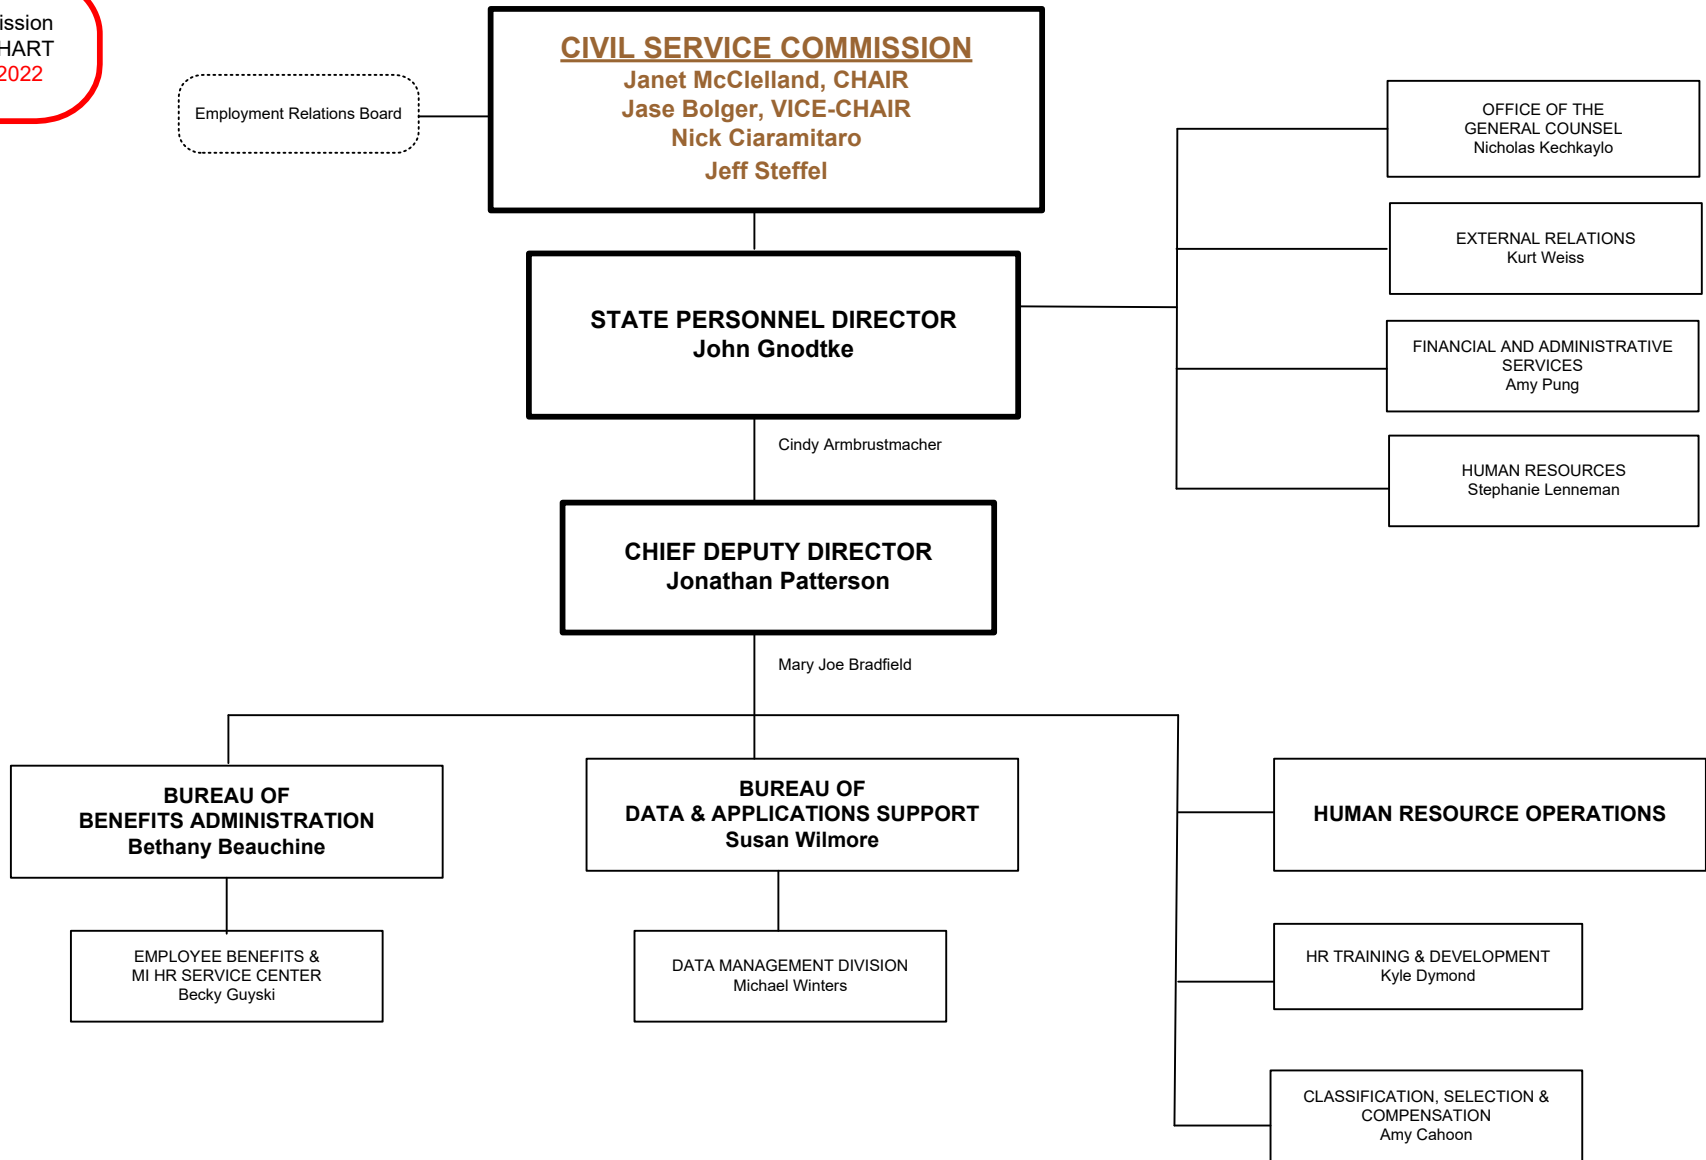 ission
HART
2022
CIVIL SERVICE COMMISSION
Janet McClelland, CHAIR
Jase Bolger, VICE-CHAIR
Nick Ciaramitaro
Jeff Steffel
Employment Relations Board
OFFICE OF THE
GENERAL COUNSEL
Nicholas Kechkaylo
EXTERNAL RELATIONS
Kurt Weiss
STATE PERSONNEL DIRECTOR
John Gnodtke
FINANCIAL AND ADMINISTRATIVE
SERVICES
Amy Pung
Cindy Armbrustmacher
HUMAN RESOURCES
Stephanie Lenneman
CHIEF DEPUTY DIRECTOR
Jonathan Patterson
Mary Joe Bradfield
BUREAU OF
BENEFITS ADMINISTRATION
Bethany Beauchine
BUREAU OF
DATA & APPLICATIONS SUPPORT
Susan Wilmore
HUMAN RESOURCE OPERATIONS
EMPLOYEE BENEFITS &
MI HR SERVICE CENTER
Becky Guyski
DATA MANAGEMENT DIVISION
Michael Winters
HR TRAINING & DEVELOPMENT
Kyle Dymond
CLASSIFICATION, SELECTION &
COMPENSATION
Amy Cahoon